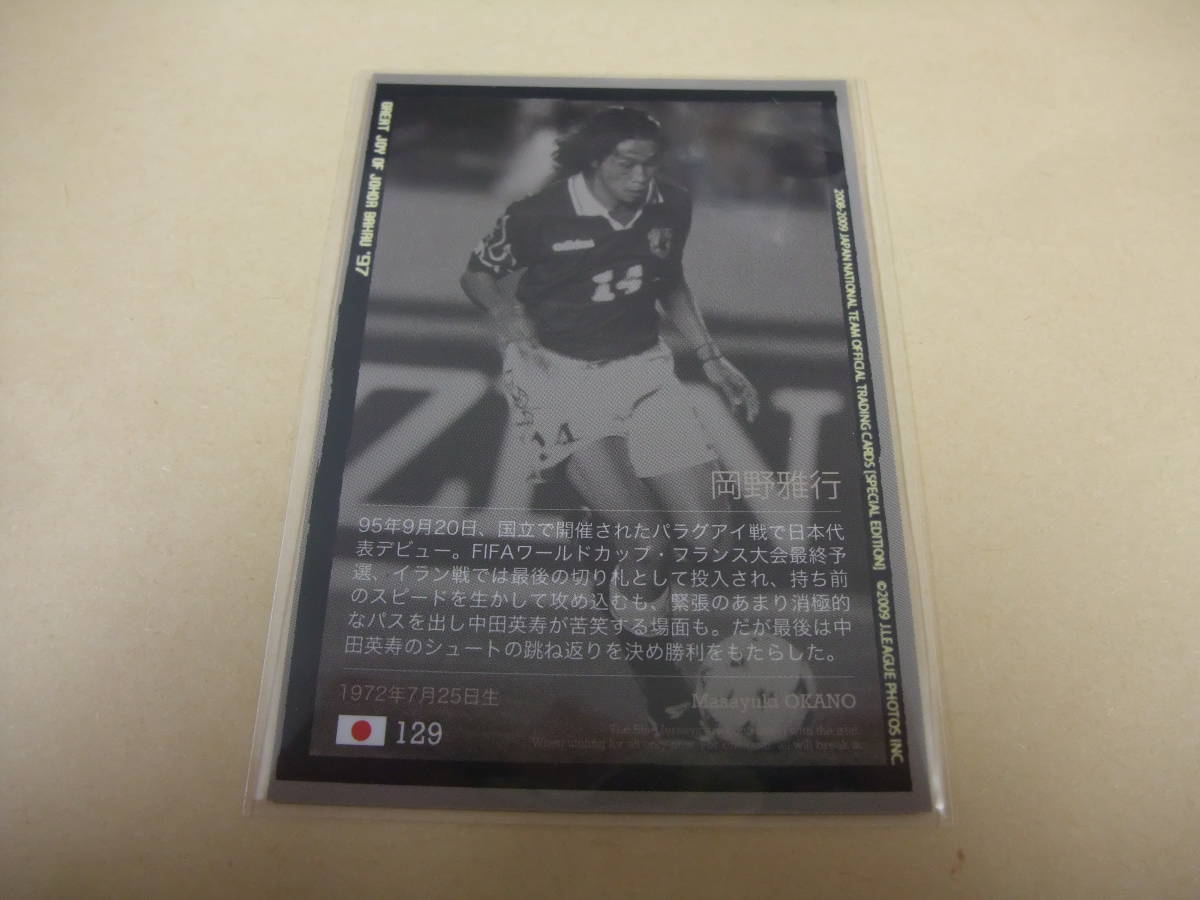 GREAT JOY OF JOHOR BAHRU '97
2008-2009 JAPAN NATIONAL TEAM OFFICIAL TRADING CARDS [SPECIAL EDITION] ©2009 J.LEAGUE PHOTOS INC
adidas
14
14
岡野雅行
95年9月20日、国立で開催されたパラグアイ戦で日本代
表デビュー。FIFAワールドカップ・フランス大会最終予
選、イラン戦では最後の切り札として投入され、持ち前
のスピードを生かして攻め込むも、緊張のあまり消極的
なパスを出し中田英寿が苦笑する場面も。だが最後は中
田英寿のシュートの跳ね返りを決め勝利をもたらした。
1972年7月25日生
Masayuki OKANO
129
The Blue
will break